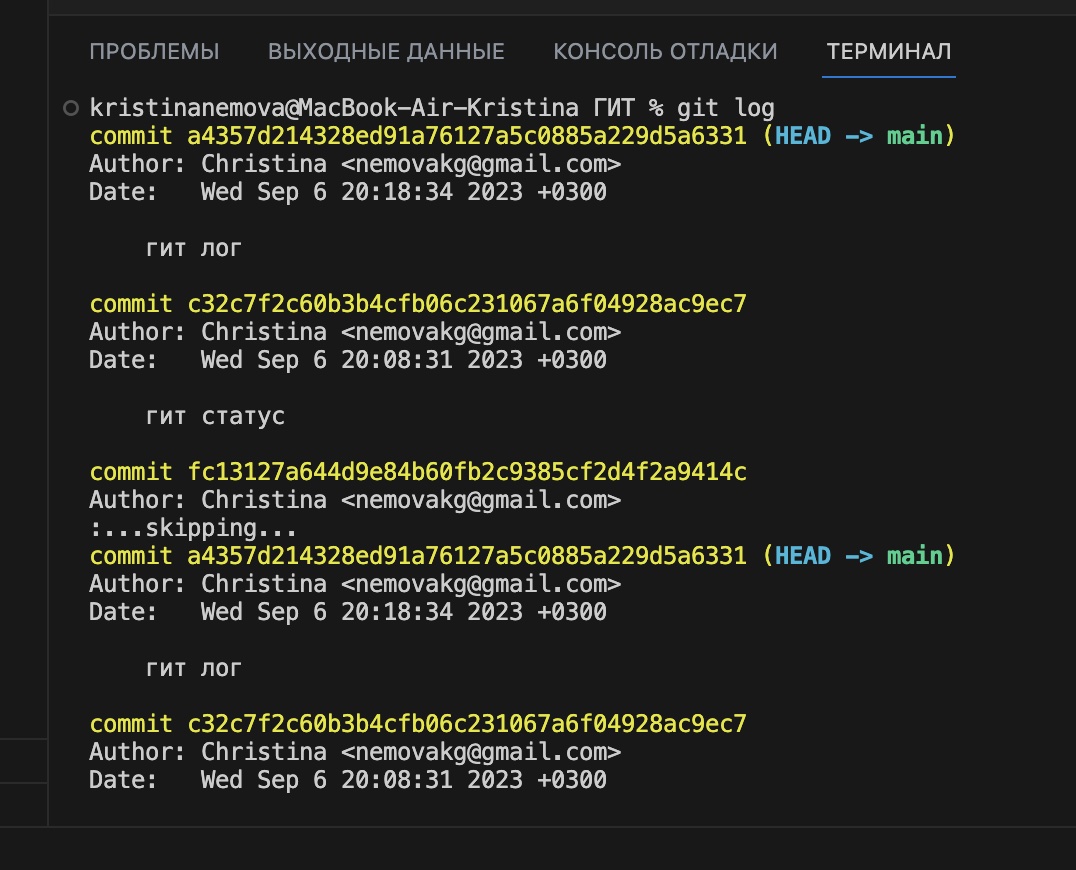 ПРОБЛЕМЫ ВЫХОДНЫЕ ДАННЫЕ КОНСОЛЬ ОТЛАДКИ ТЕРМИНАЛ
kristinanemova@MacBook-Air-Kristina ГИТ % git log
commit a4357d214328ed91a76127a5c0885a229d5a6331 (HEAD -> main)
Author: Christina <nemovakg@gmail.com>
Date:   Wed Sep 6 20:18:34 2023 +0300
гит лог
commit c32c7f2c60b3b4cfb06c231067a6f04928ac9ec7
Author: Christina <nemovakg@gmail.com>
Date:   Wed Sep 6 20:08:31 2023 +0300
гит статус
commit fc13127a644d9e84b60fb2c9385cf2d4f2a9414c
Author: Christina <nemovakg@gmail.com>
:...skipping...
commit a4357d214328ed91a76127a5c0885a229d5a6331 (HEAD -> main)
Author: Christina <nemovakg@gmail.com>
Date:   Wed Sep 6 20:18:34 2023 +0300
гит лог
commit c32c7f2c60b3b4cfb06c231067a6f04928ac9ec7
Author: Christina <nemovakg@gmail.com>
Date:   Wed Sep 6 20:08:31 2023 +0300